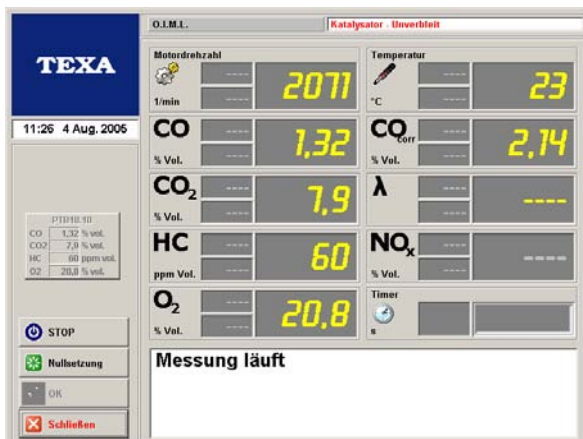 O.I.M.L.
Katalysator - Unverbleit
TEXA
11:26 4 Aug. 2005
PTB18.10
CO 1,32 % vol.
CO2 7,9 % vol.
HC 60 ppm vol.
O2 20,8 % vol.
STOP
Nullsetzung
OK
Schließen
Motordrehzahl
1/min
---- ---- 2071
Temperatur
°C
---- ---- 23
CO
% Vol.
---- ---- 1,32
COcorr
% Vol.
---- ---- 2,14
CO2
% Vol.
---- ---- 7,9
λ
---- ---- ----
HC
ppm Vol.
---- ---- 60
NOx
% Vol.
---- ---- ----
O2
% Vol.
---- ---- 20,8
Timer
s
Messung läuft